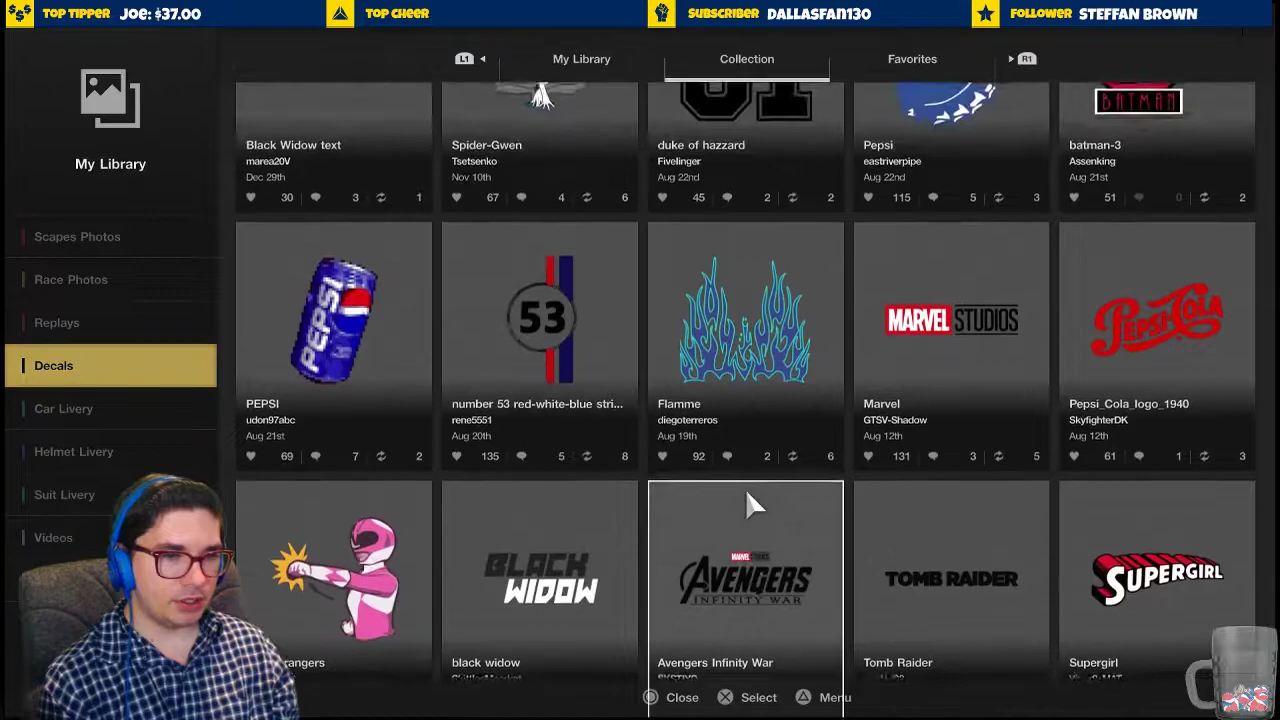 TOP TIPPER JOE: $37.00 TOP CHEER SUBSCRIBER DALLASFAN130 FOLLOWER STEFFAN BROWN
L1 My Library Collection Favorites R1
My Library
Scapes Photos
Race Photos
Replays
Decals
Car Livery
Helmet Livery
Suit Livery
Videos
01 BATMAN
Black Widow text Spider-Gwen duke of hazzard Pepsi batman-3
marea20V Tsetsenko Fivelinger eastriverpipe Assenking
Dec 29th Nov 10th Aug 22nd Aug 22nd Aug 21st
30 3 1 67 4 6 45 2 2 115 5 3 51 0 2
PEPSI 53 MARVEL STUDIOS PEPSI-COLA
PEPSI number 53 red-white-blue stri... Flamme Marvel Pepsi_Cola_logo_1940
udon97abc rene5551 diegoterreros GTSV-Shadow SkyfighterDK
Aug 21st Aug 20th Aug 19th Aug 12th Aug 12th
69 7 2 135 5 8 92 2 6 131 3 5 61 1 3
BLACK
WIDOW
MARVEL STUDIOS
AVENGERS
INFINITY WAR
TOMB RAIDER
SUPERGIRL
rangers black widow Avengers Infinity War Tomb Raider Supergirl
Close Select Menu